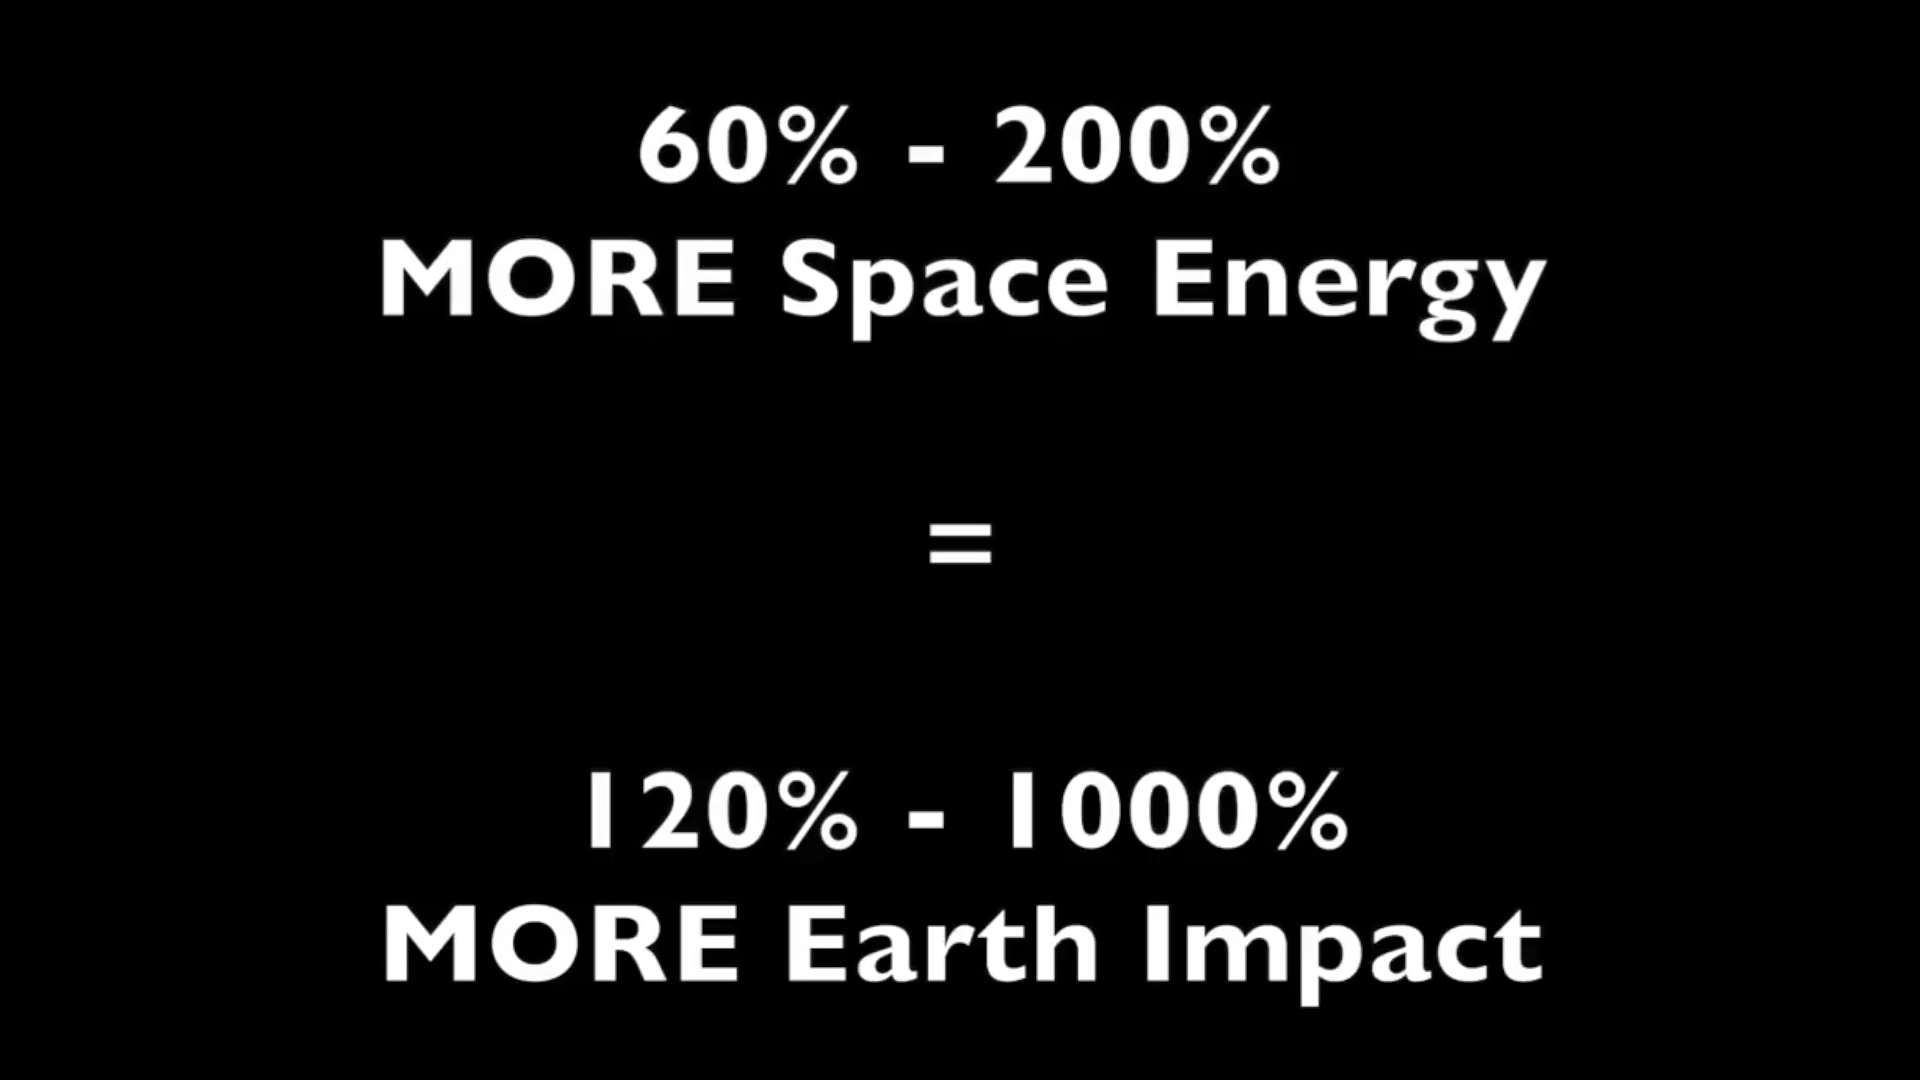 60% - 200%
MORE Space Energy
=
120% - 1000%
MORE Earth Impact